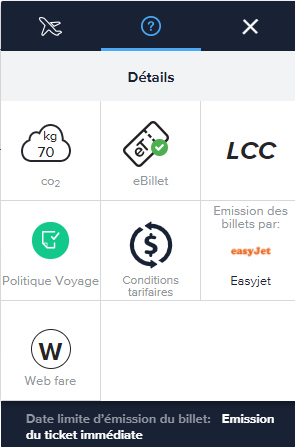 Détails
kg
70
co2
eTi
eBillet
LCC
Politique Voyage
Conditions
tarifaires
Emission des
billets par:
easyJet
Easyjet
W
Web fare
Date limite d'émission du billet: Emission
du ticket immédiate